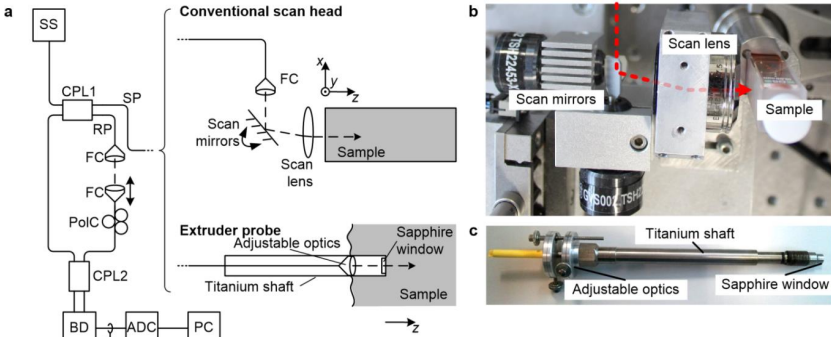 a
SS
CPL1
SP
RP
FC
FC
PolC
CPL2
BD
ADC
PC
Conventional scan head
FC
x
y
z
Scan
mirrors
Scan
lens
Sample
Extruder probe
Adjustable optics
Titanium shaft
Sapphire
window
Sample
z
b
Scan lens
Scan mirrors
Sample
c
Titanium shaft
Adjustable optics
Sapphire window